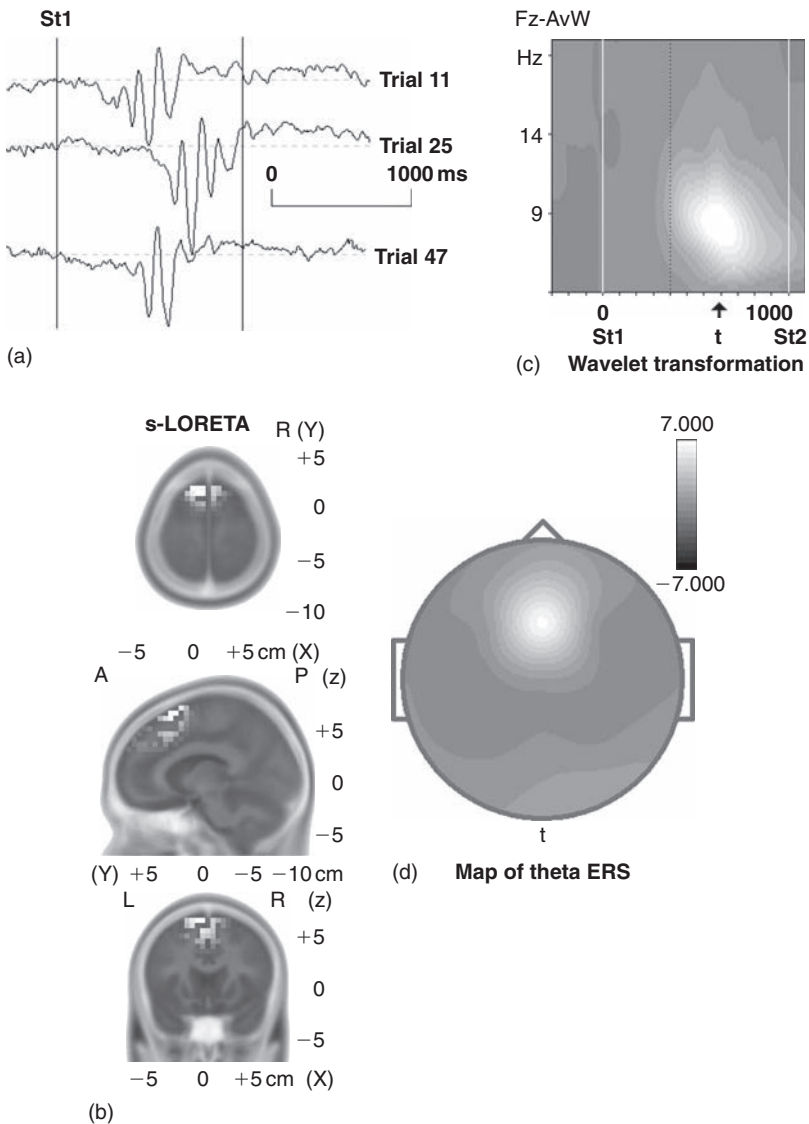 St1
Trial 11
Trial 25
0 1000 ms
Trial 47
(a)
Fz-AvW
Hz
14
9
0 1000
St1 t St2
(c) Wavelet transformation
s-LORETA R (Y)
+5
0
−5
−10
−5 0 +5 cm (X)
A P (z)
+5
0
−5
(Y) +5 0 −5 −10 cm
L R (z)
+5
0
−5
−5 0 +5 cm (X)
(b)
7.000
−7.000
t
(d) Map of theta ERS